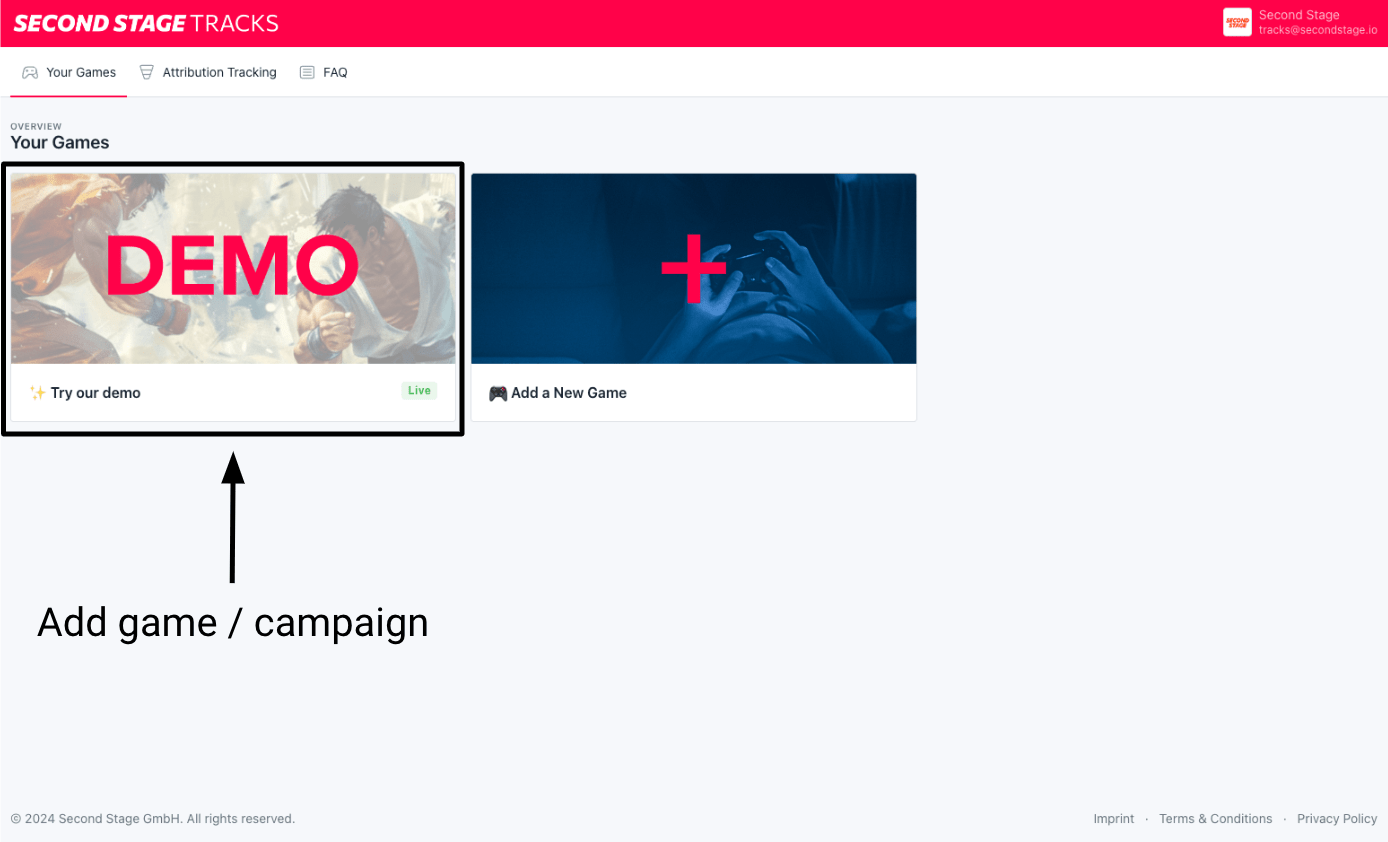 SECOND STAGE TRACKS
SECOND STAGE
Second Stage
tracks@secondstage.io
Your Games
Attribution Tracking
FAQ
OVERVIEW
Your Games
DEMO
✨ Try our demo
Live
+
🎮 Add a New Game
Add game / campaign
© 2024 Second Stage GmbH. All rights reserved.
Imprint · Terms & Conditions · Privacy Policy